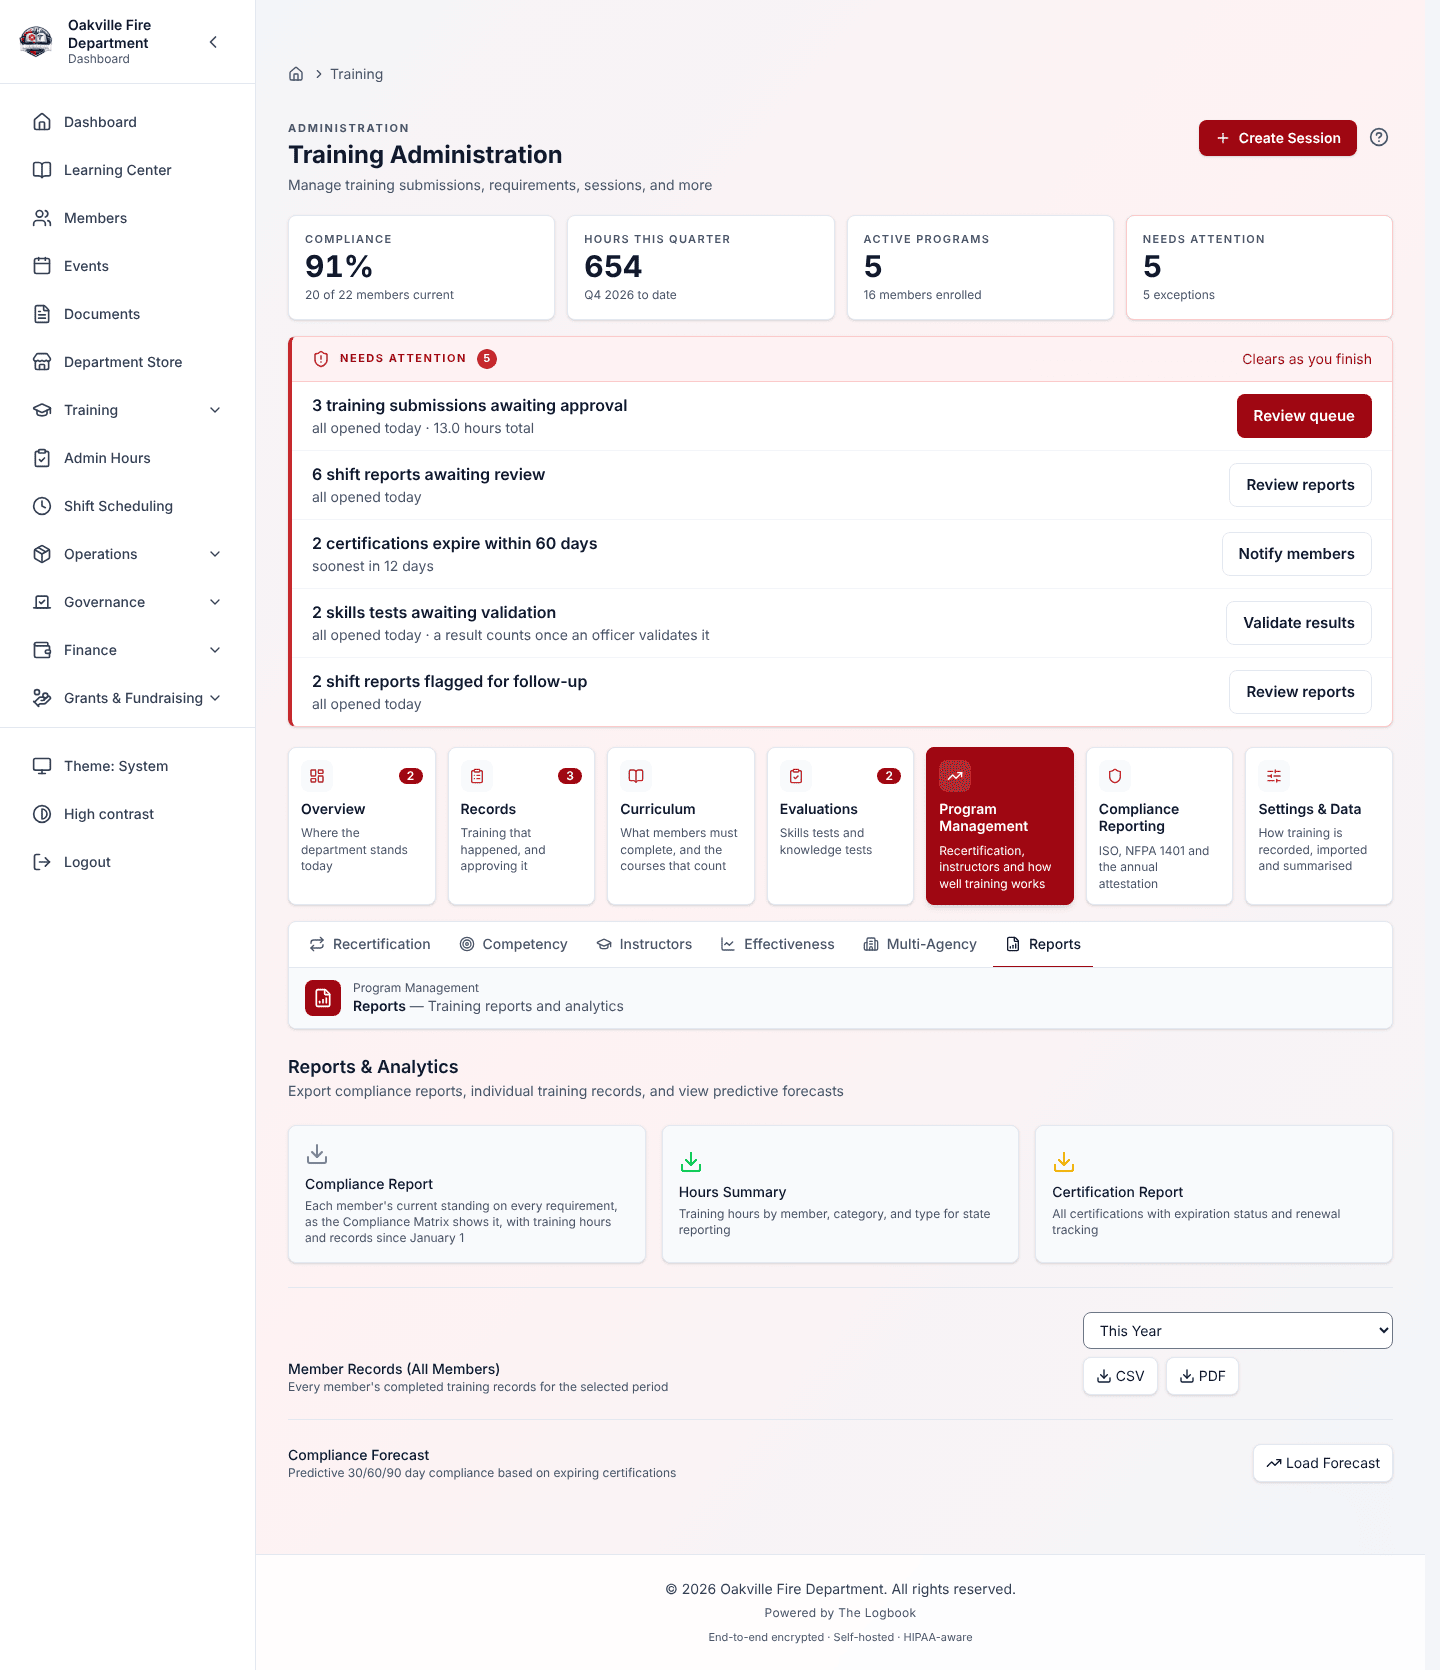 Oakville Fire
Department
Dashboard
Dashboard
Learning Center
Members
Events
Documents
Department Store
Training
Admin Hours
Shift Scheduling
Operations
Governance
Finance
Grants & Fundraising
Theme: System
High contrast
Logout
Training
ADMINISTRATION
Training Administration
Manage training submissions, requirements, sessions, and more
Create Session
COMPLIANCE
91%
20 of 22 members current
HOURS THIS QUARTER
654
Q4 2026 to date
ACTIVE PROGRAMS
5
16 members enrolled
NEEDS ATTENTION
5
5 exceptions
NEEDS ATTENTION 5
Clears as you finish
3 training submissions awaiting approval
all opened today · 13.0 hours total
Review queue
6 shift reports awaiting review
all opened today
Review reports
2 certifications expire within 60 days
soonest in 12 days
Notify members
2 skills tests awaiting validation
all opened today · a result counts once an officer validates it
Validate results
2 shift reports flagged for follow-up
all opened today
Review reports
2
Overview
Where the
department stands
today
3
Records
Training that
happened, and
approving it
Curriculum
What members must
complete, and the
courses that count
2
Evaluations
Skills tests and
knowledge tests
Program
Management
Recertification,
instructors and how
well training works
Compliance
Reporting
ISO, NFPA 1401 and
the annual
attestation
Settings & Data
How training is
recorded, imported
and summarised
Recertification
Competency
Instructors
Effectiveness
Multi-Agency
Reports
Program Management
Reports — Training reports and analytics
Reports & Analytics
Export compliance reports, individual training records, and view predictive forecasts
Compliance Report
Each member's current standing on every requirement,
as the Compliance Matrix shows it, with training hours
and records since January 1
Hours Summary
Training hours by member, category, and type for state
reporting
Certification Report
All certifications with expiration status and renewal
tracking
This Year
Member Records (All Members)
Every member's completed training records for the selected period
CSV
PDF
Compliance Forecast
Predictive 30/60/90 day compliance based on expiring certifications
Load Forecast
© 2026 Oakville Fire Department. All rights reserved.
Powered by The Logbook
End-to-end encrypted · Self-hosted · HIPAA-aware